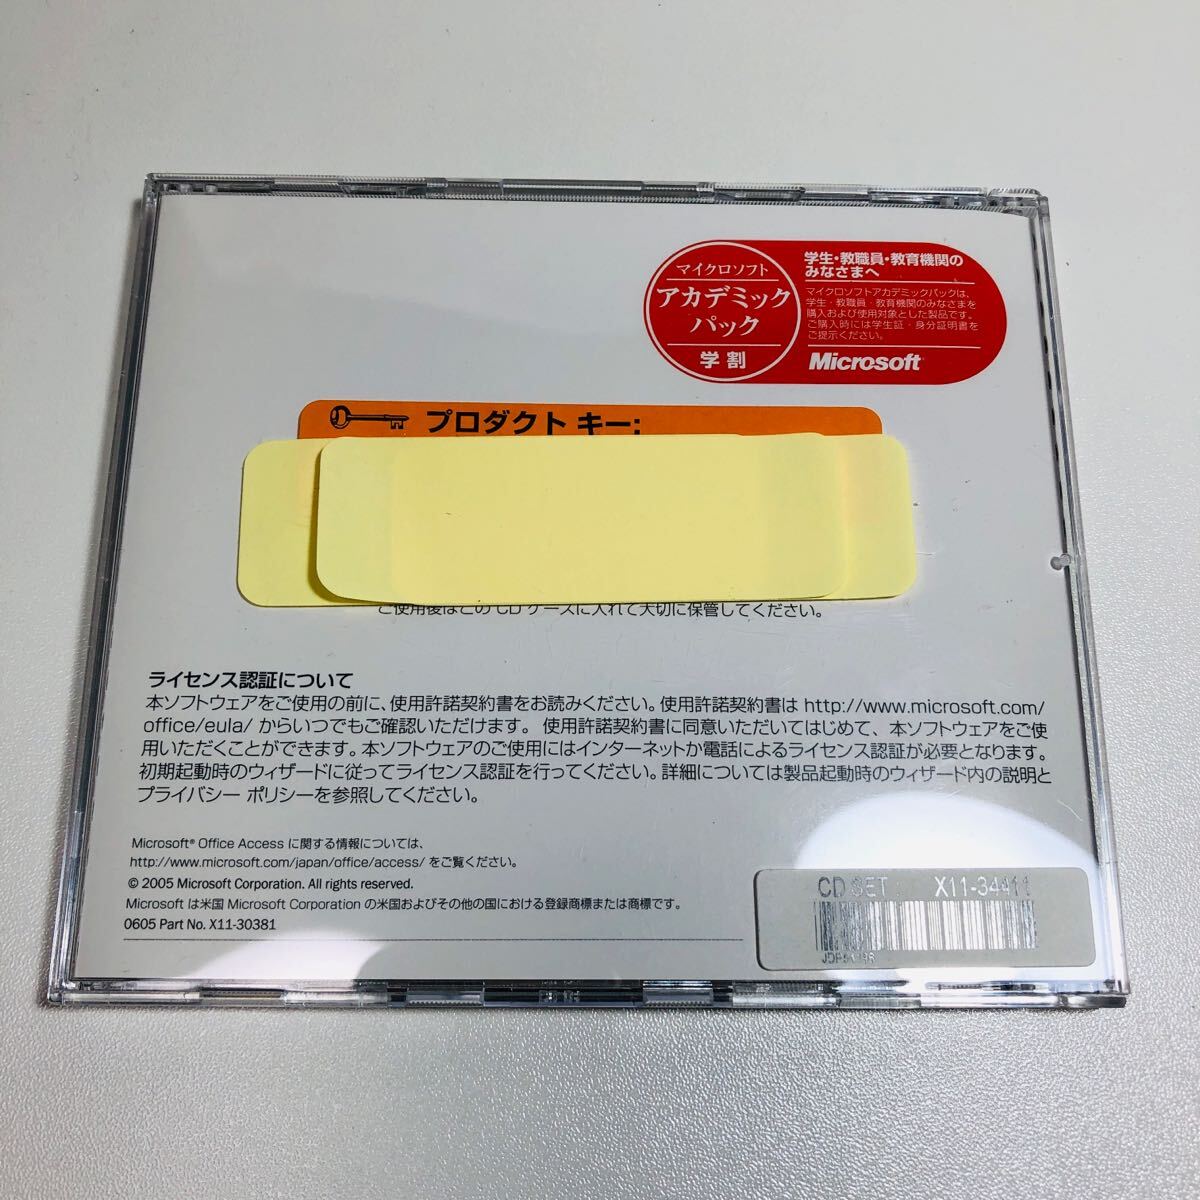 マイクロソフト
アカデミック
パック
学割
学生・教職員・教育機関の
みなさまへ
マイクロソフトアカデミックパックは、
学生・教職員・教育機関のみなさまを
購入および使用対象とした製品です。
ご購入時には学生証・身分証明書を
ご提示ください。
Microsoft
プロダクト キー:
ご使用後はこの CD ケースに入れて大切に保管してください。
ライセンス認証について
本ソフトウェアをご使用の前に、使用許諾契約書をお読みください。使用許諾契約書は http://www.microsoft.com/
office/eula/ からいつでもご確認いただけます。 使用許諾契約書に同意いただいてはじめて、本ソフトウェアをご使
用いただくことができます。本ソフトウェアのご使用にはインターネットか電話によるライセンス認証が必要となります。
初期起動時のウィザードに従ってライセンス認証を行ってください。詳細については製品起動時のウィザード内の説明と
プライバシー ポリシーを参照してください。
Microsoft® Office Access に関する情報については、
http://www.microsoft.com/japan/office/access/ をご覧ください。
© 2005 Microsoft Corporation. All rights reserved.
Microsoft は米国 Microsoft Corporation の米国およびその他の国における登録商標または商標です。
0605 Part No. X11-30381
CD SET : X11-34411